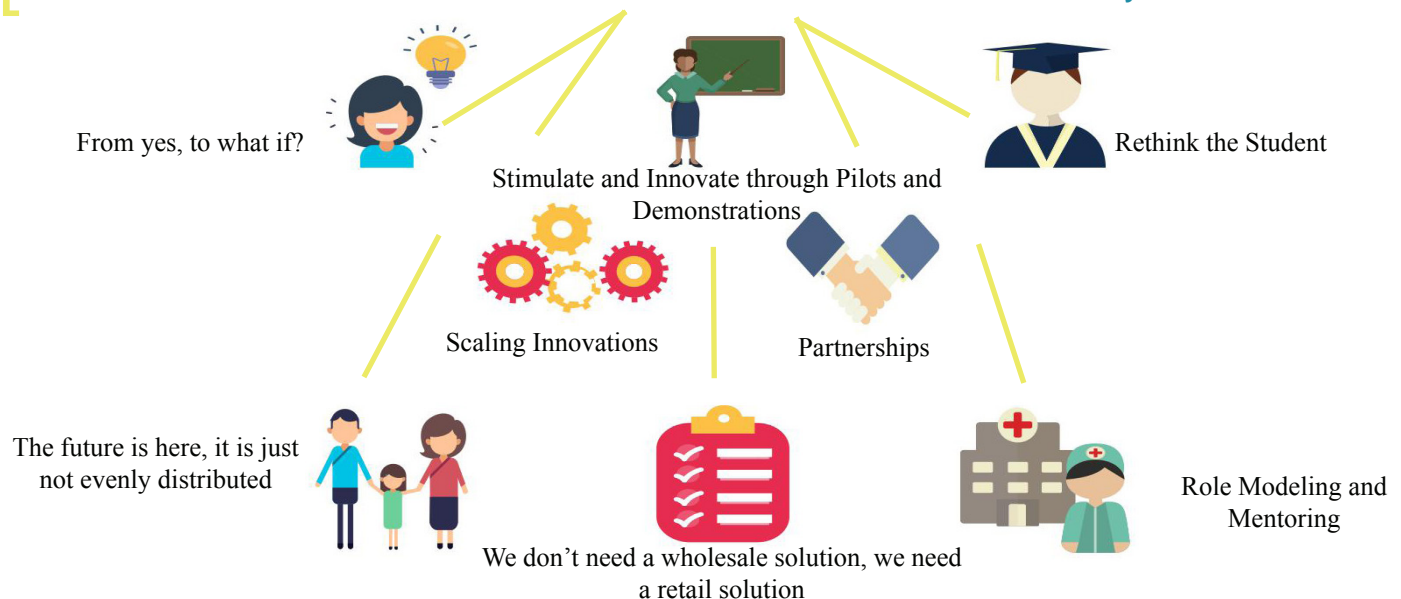 From yes, to what if?
Rethink the Student
Stimulate and Innovate through Pilots and
Demonstrations
Scaling Innovations
Partnerships
The future is here, it is just
not evenly distributed
We don’t need a wholesale solution, we need
a retail solution
Role Modeling and
Mentoring